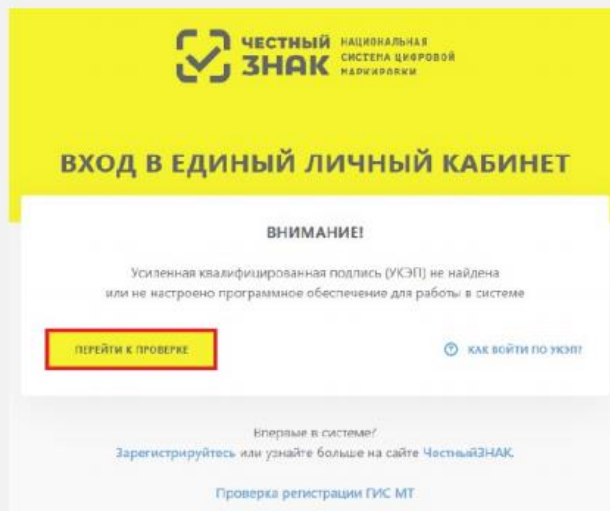 ЧЕСТНЫЙ
ЗНАК
НАЦИОНАЛЬНАЯ
СИСТЕМА ЦИФРОВОЙ
МАРКИРОВКИ
ВХОД В ЕДИНЫЙ ЛИЧНЫЙ КАБИНЕТ
ВНИМАНИЕ!
Усиленная квалифицированная подпись (УКЭП) не найдена
или не настроено программное обеспечение для работы в системе
ПЕРЕЙТИ К ПРОВЕРКЕ
? КАК ВОЙТИ ПО УКЭП?
Впервые в системе?
Зарегистрируйтесь или узнайте больше на сайте ЧестныйЗНАК.
Проверка регистрации ГИС МТ